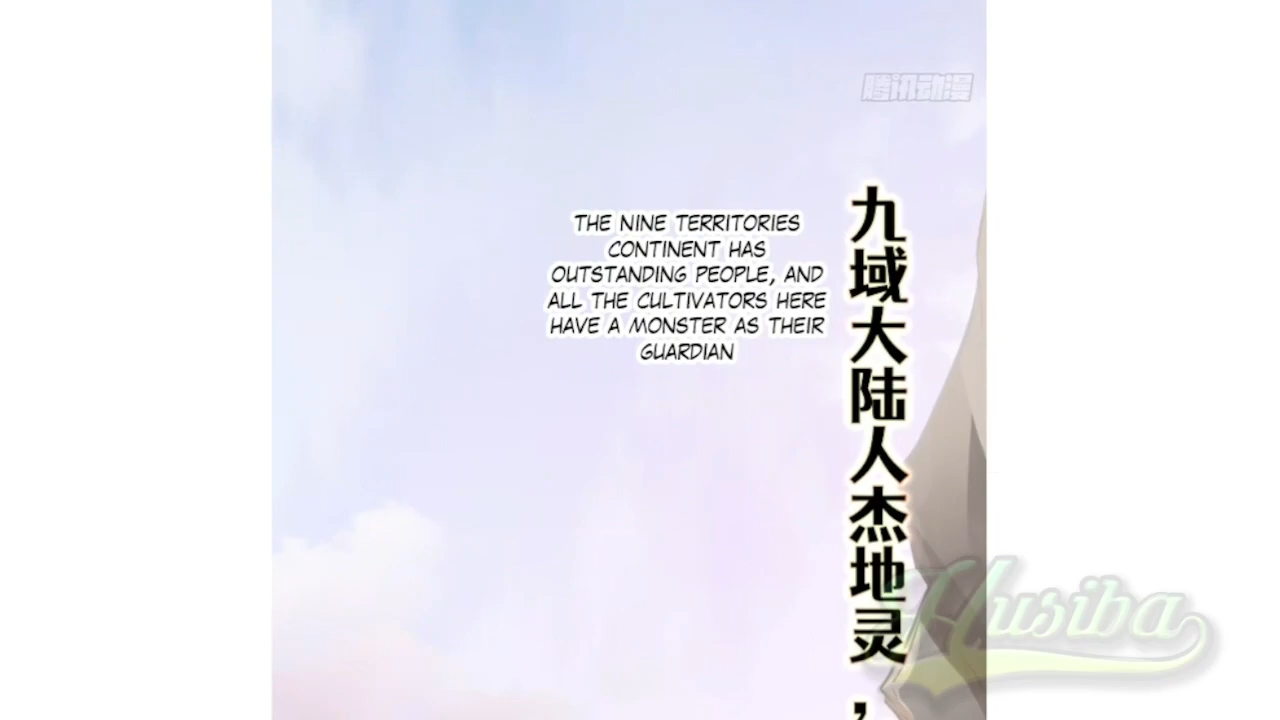 腾讯动漫
THE NINE TERRITORIES
CONTINENT HAS
OUTSTANDING PEOPLE, AND
ALL THE CULTIVATORS HERE
HAVE A MONSTER AS THEIR
GUARDIAN
九域大陆人杰地灵，
Husiba